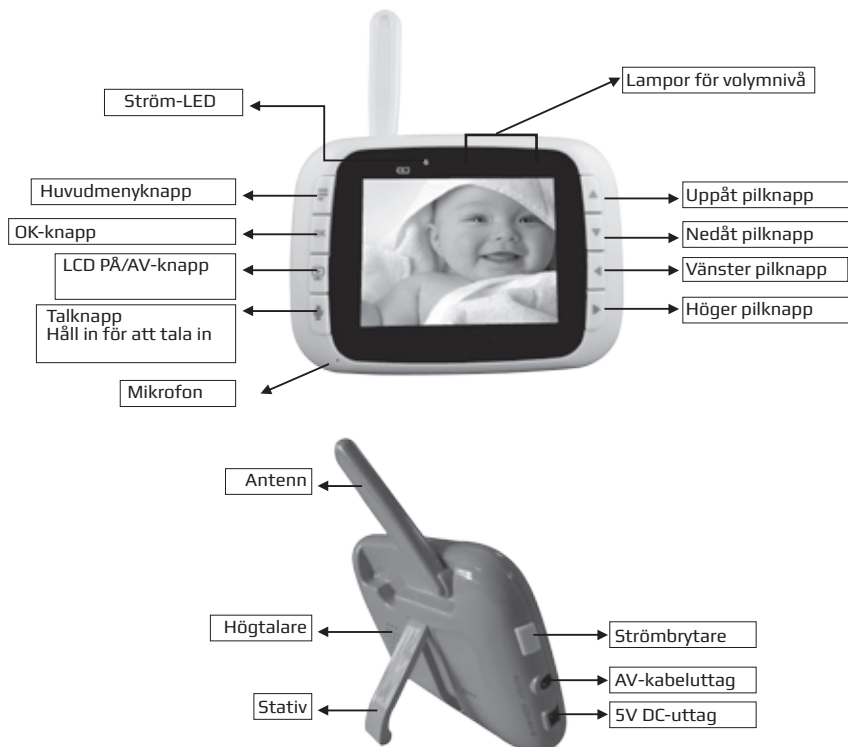 Ström-LED
Lampor för volymnivå
Huvudmenyknapp
OK-knapp
LCD PÅ/AV-knapp
Talknapp
Håll in för att tala in
Mikrofon
Uppåt pilknapp
Nedåt pilknapp
Vänster pilknapp
Höger pilknapp
Antenn
Högtalare
Stativ
Strömbrytare
AV-kabeluttag
5V DC-uttag